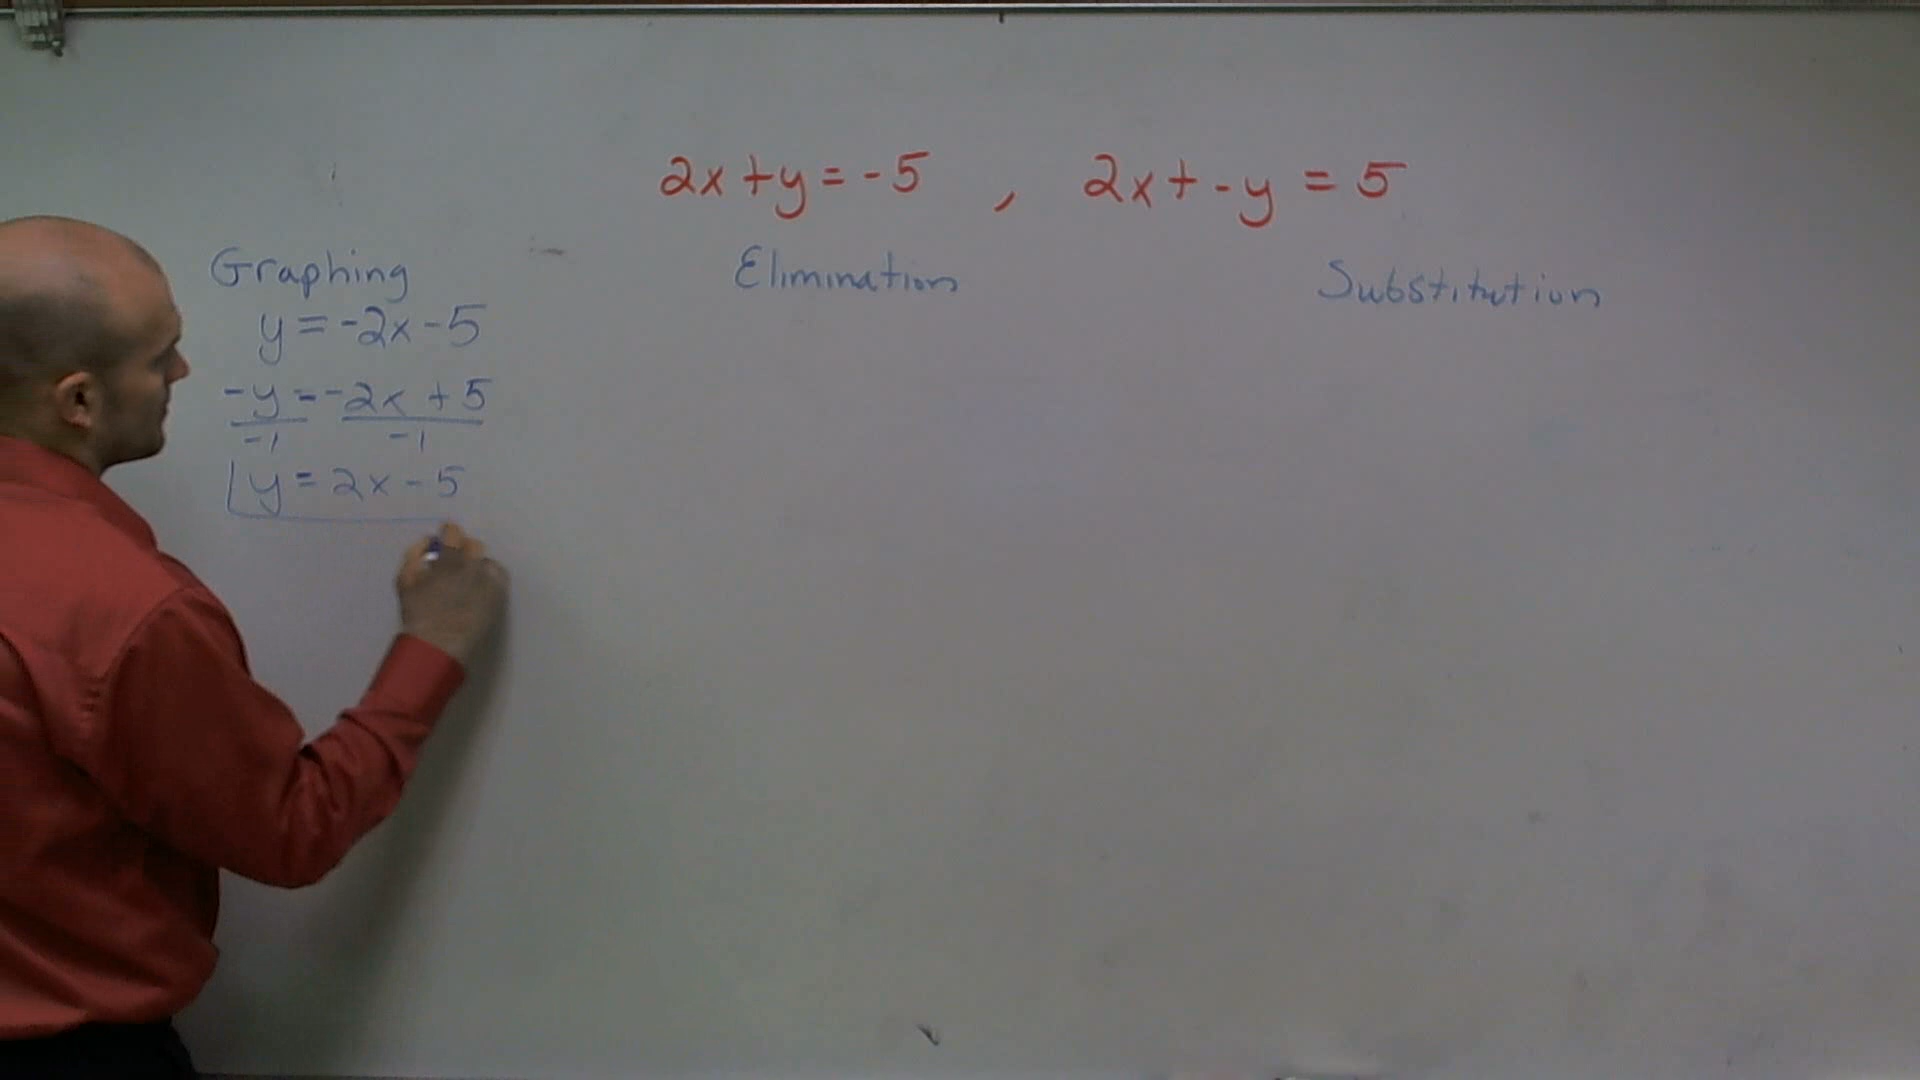 2x + y = -5 , 2x + -y = 5
Graphing
y = -2x - 5
-y = -2x + 5
-1 -1
y = 2x - 5
Elimination
Substitution